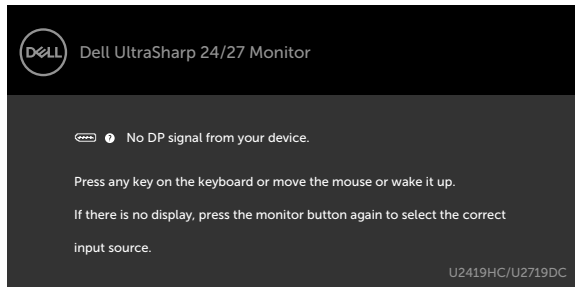 DELL Dell UltraSharp 24/27 Monitor
? No DP signal from your device.
Press any key on the keyboard or move the mouse or wake it up.
If there is no display, press the monitor button again to select the correct
input source.
U2419HC/U2719DC